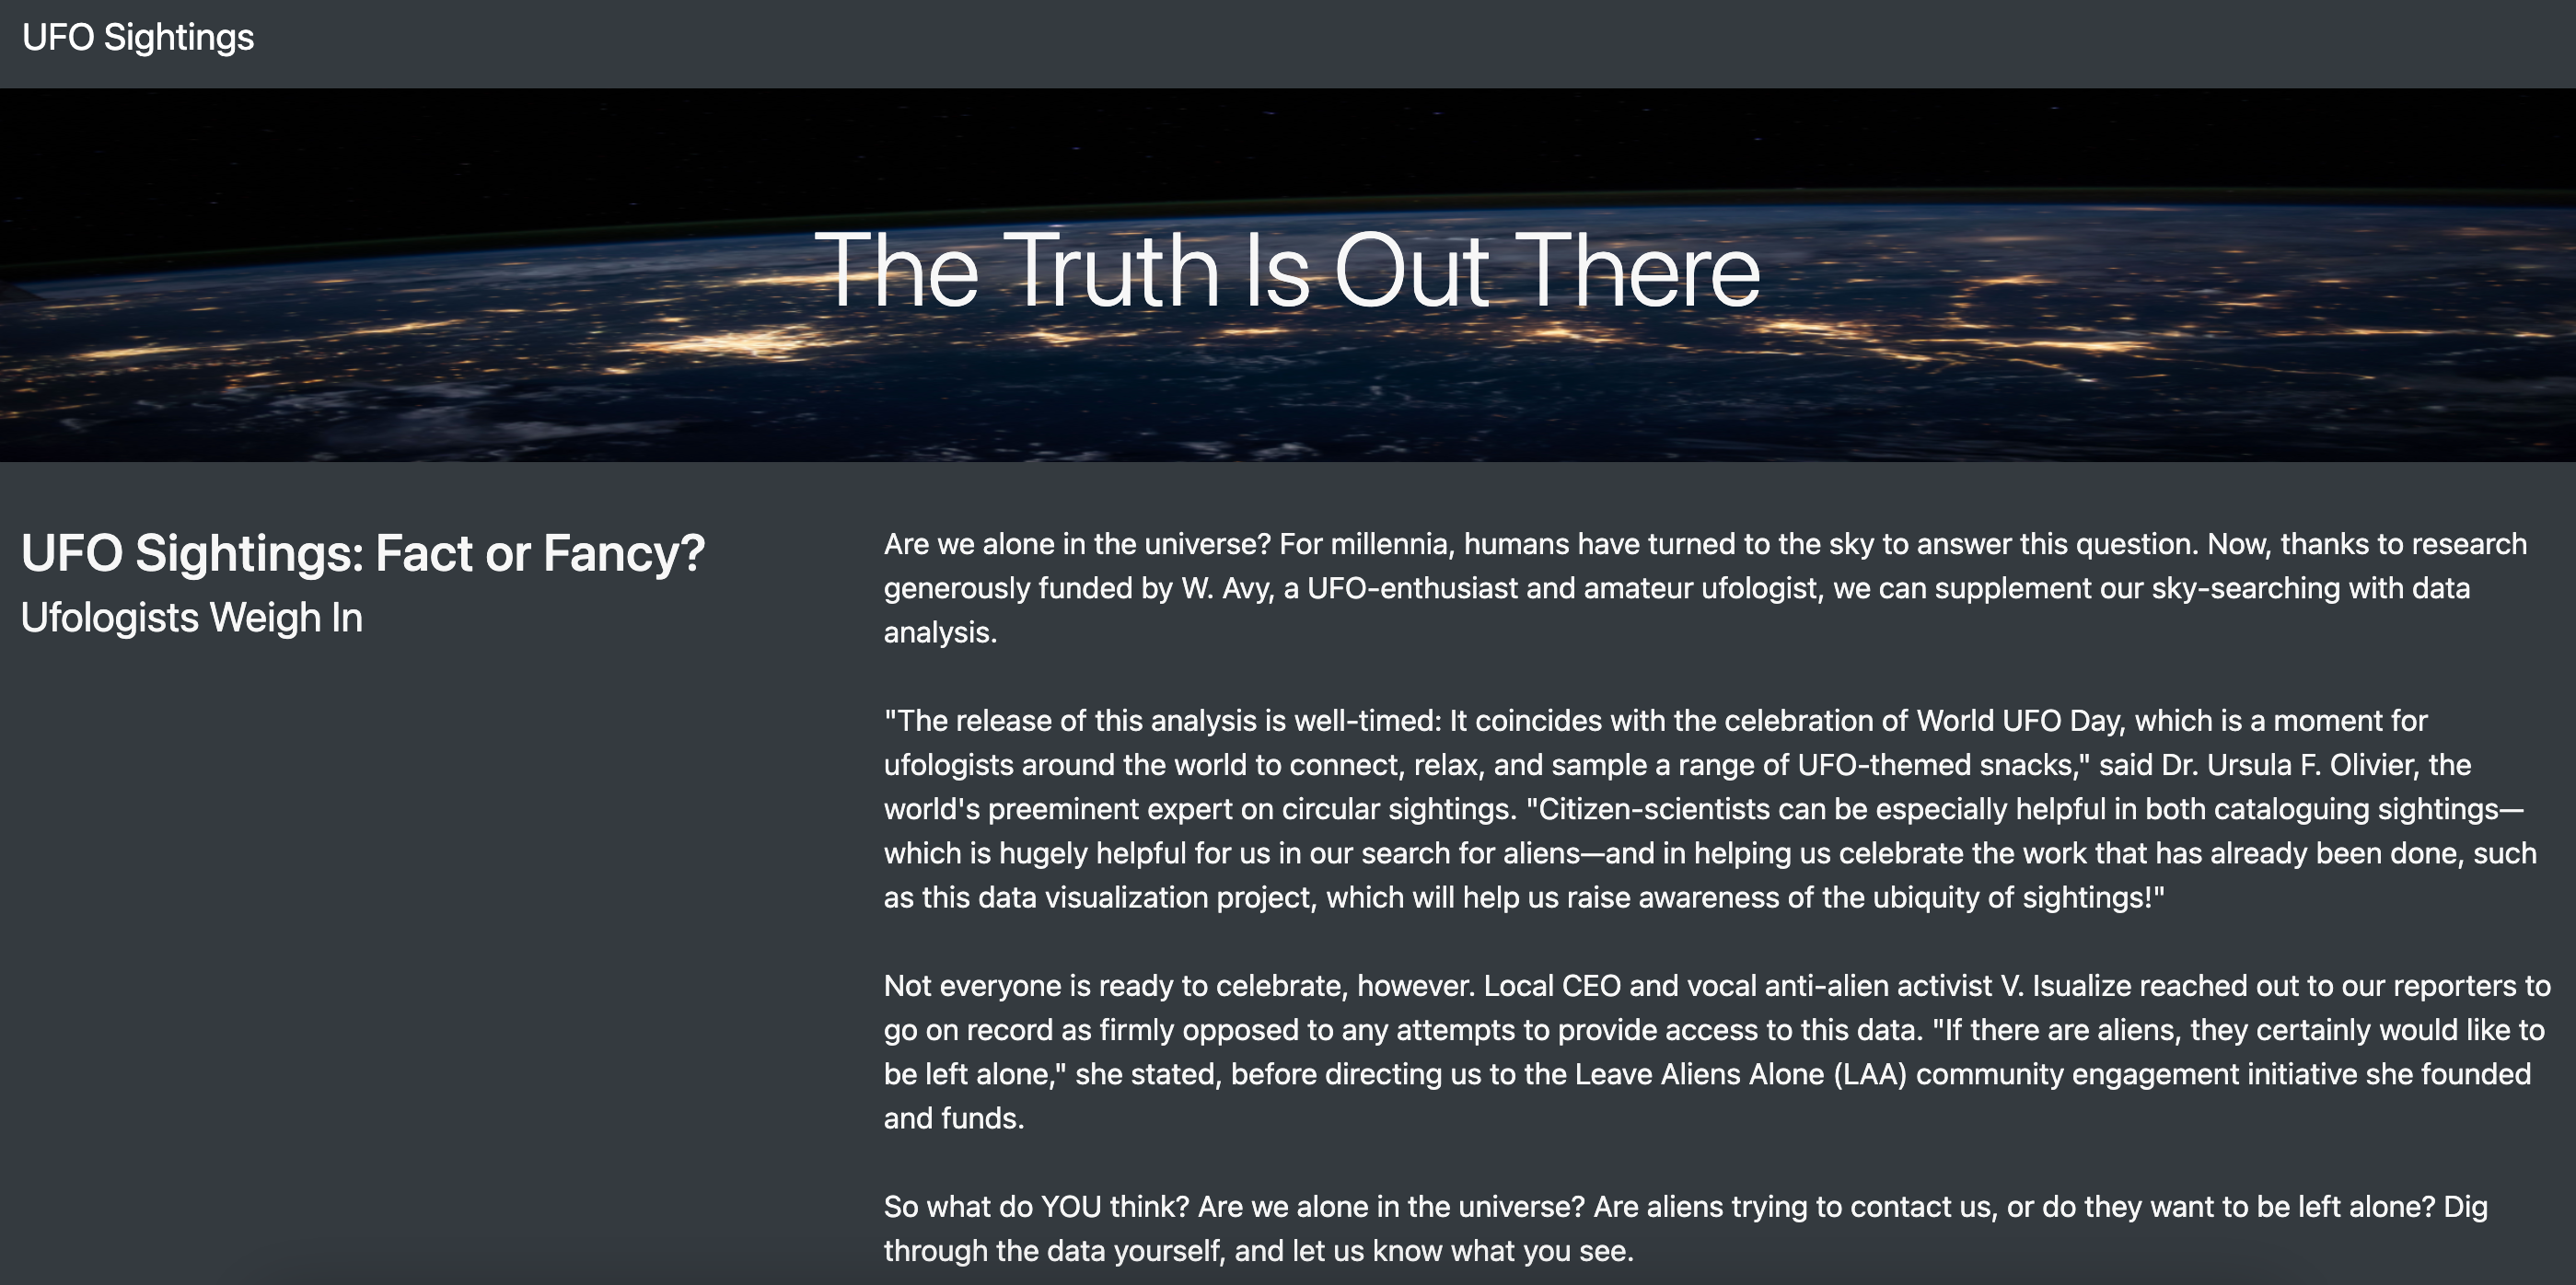 UFO Sightings
The Truth Is Out There
UFO Sightings: Fact or Fancy?
Ufologists Weigh In
Are we alone in the universe? For millennia, humans have turned to the sky to answer this question. Now, thanks to research
generously funded by W. Avy, a UFO-enthusiast and amateur ufologist, we can supplement our sky-searching with data
analysis.
"The release of this analysis is well-timed: It coincides with the celebration of World UFO Day, which is a moment for
ufologists around the world to connect, relax, and sample a range of UFO-themed snacks," said Dr. Ursula F. Olivier, the
world's preeminent expert on circular sightings. "Citizen-scientists can be especially helpful in both cataloguing sightings—
which is hugely helpful for us in our search for aliens—and in helping us celebrate the work that has already been done, such
as this data visualization project, which will help us raise awareness of the ubiquity of sightings!"
Not everyone is ready to celebrate, however. Local CEO and vocal anti-alien activist V. Isualize reached out to our reporters to
go on record as firmly opposed to any attempts to provide access to this data. "If there are aliens, they certainly would like to
be left alone," she stated, before directing us to the Leave Aliens Alone (LAA) community engagement initiative she founded
and funds.
So what do YOU think? Are we alone in the universe? Are aliens trying to contact us, or do they want to be left alone? Dig
through the data yourself, and let us know what you see.